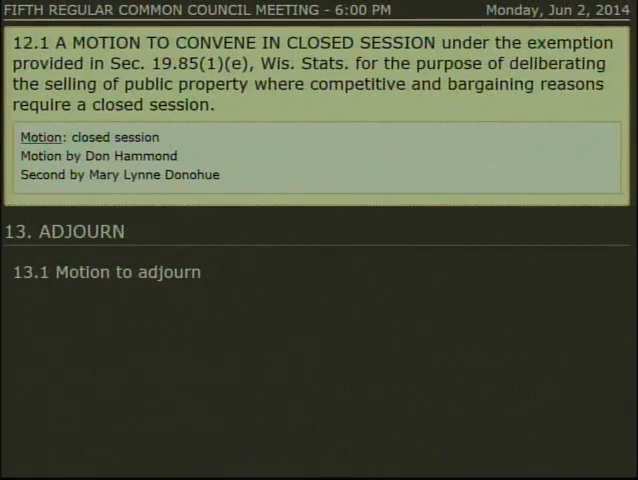 FIFTH REGULAR COMMON COUNCIL MEETING - 6:00 PM Monday, Jun 2, 2014
12.1 A MOTION TO CONVENE IN CLOSED SESSION under the exemption
provided in Sec. 19.85(1)(e), Wis. Stats. for the purpose of deliberating
the selling of public property where competitive and bargaining reasons
require a closed session.
Motion: closed session
Motion by Don Hammond
Second by Mary Lynne Donohue
13. ADJOURN
13.1 Motion to adjourn